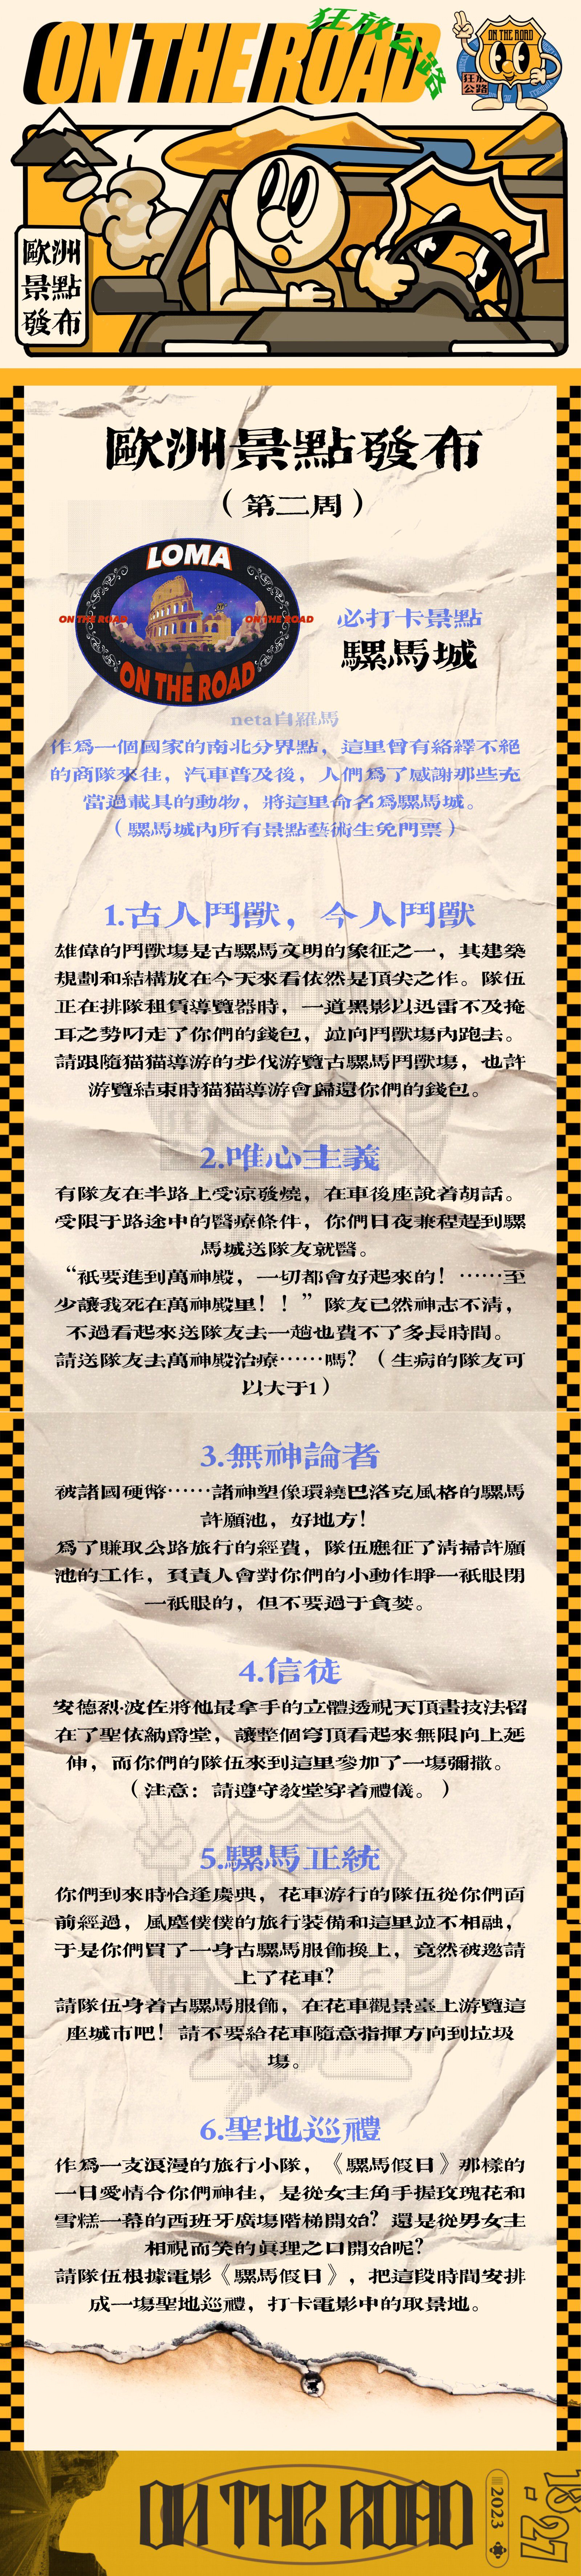 ON THE ROAD
狂放公路
ON THE ROAD
狂放
公路
歐洲
景點
發布
歐洲景點發布
（第二周）
LOMA
ON THE ROAD
ON THE ROAD
ON THE ROAD
必打卡景點
騾馬城
neta自羅馬
作爲一個國家的南北分界點，這里曾有絡繹不絕
的商隊來往，汽車普及後，人們爲了感謝那些充
當過載具的動物，將這里命名爲騾馬城。
（騾馬城內所有景點藝術生免門票）
1.古人鬥獸，今人鬥獸
雄偉的鬥獸場是古騾馬文明的象征之一，其建築
規劃和結構放在今天來看依然是頂尖之作。隊伍
正在排隊租賃導覽器時，一道黑影以迅雷不及掩
耳之勢叼走了你們的錢包，竝向鬥獸場內跑去。
請跟隨猫猫導游的步伐游覽古騾馬鬥獸場，也許
游覽結束時猫猫導游會歸還你們的錢包。
2.唯心主義
有隊友在半路上受涼發燒，在車後座說着胡話。
受限于路途中的醫療條件，你們日夜兼程趕到騾
馬城送隊友就醫。
“祇要進到萬神殿，一切都會好起來的！……至
少讓我死在萬神殿里！！”隊友已然神志不清，
不過看起來送隊友去一趟也費不了多長時間。
請送隊友去萬神殿治療……嗎？（生病的隊友可
以大于1）
3.無神論者
被諸國硬幣……諸神塑像環繞巴洛克風格的騾馬
許願池，好地方！
爲了賺取公路旅行的經費，隊伍應征了清掃許願
池的工作，負責人會對你們的小動作睜一祇眼閉
一祇眼的，但不要過于貪婪。
4.信徒
安德烈·波佐將他最拿手的立體透視天頂畫技法留
在了聖依納爵堂，讓整個穹頂看起來無限向上延
伸，而你們的隊伍來到這里參加了一場彌撒。
（注意：請遵守教堂穿着禮儀。）
5.騾馬正統
你們到來時恰逢慶典，花車游行的隊伍從你們面
前經過，風塵僕僕的旅行装備和這里竝不相融，
于是你們買了一身古騾馬服飾換上，竟然被邀請
上了花車？
請隊伍身着古騾馬服飾，在花車觀景臺上游覽這
座城市吧！請不要給花車隨意指揮方向到垃圾
場。
6.聖地巡禮
作爲一支浪漫的旅行小隊，《騾馬假日》那樣的
一日愛情令你們神往，是從女主角手握玫瑰花和
雪糕一幕的西班牙廣場階梯開始？還是從男女主
相視而笑的眞理之口開始呢？
請隊伍根據電影《騾馬假日》，把這段時間安排
成一場聖地巡禮，打卡電影中的取景地。
ON THE ROAD
2023
18-27